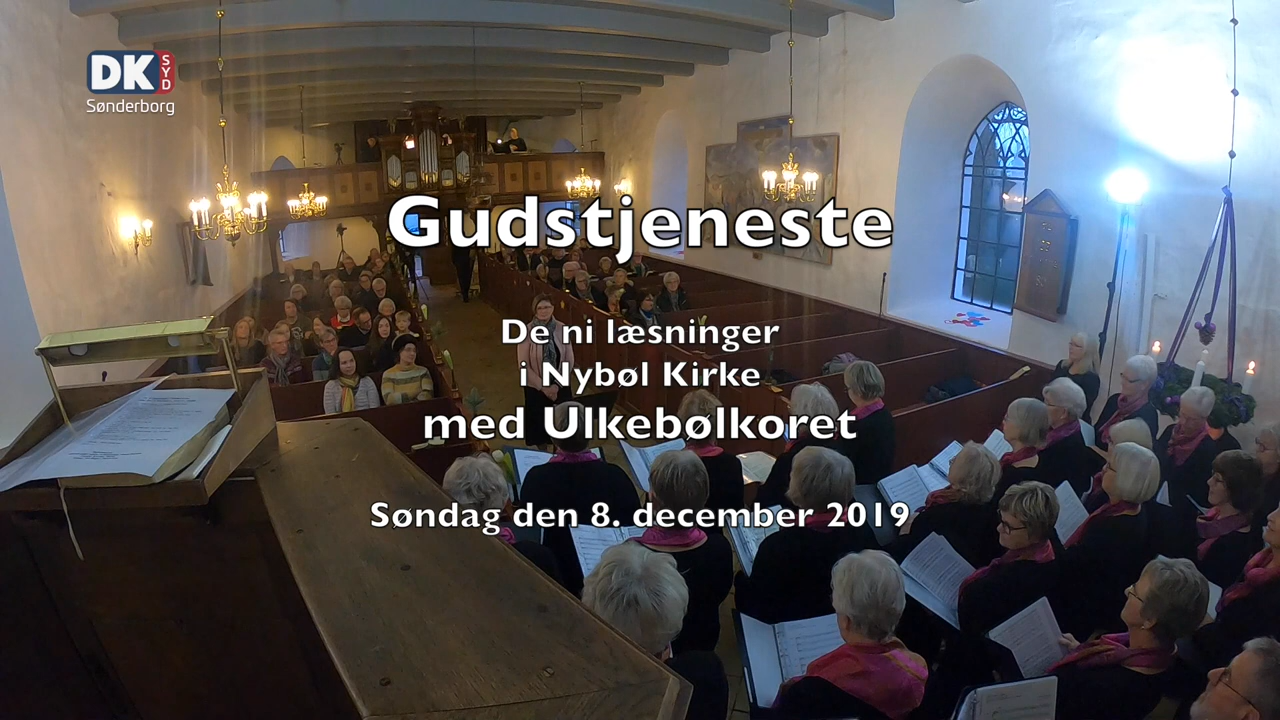 DK
SYD
Sønderborg
Gudstjeneste
De ni læsninger
i Nybøl Kirke
med Ulkebølkoret
Søndag den 8. december 2019